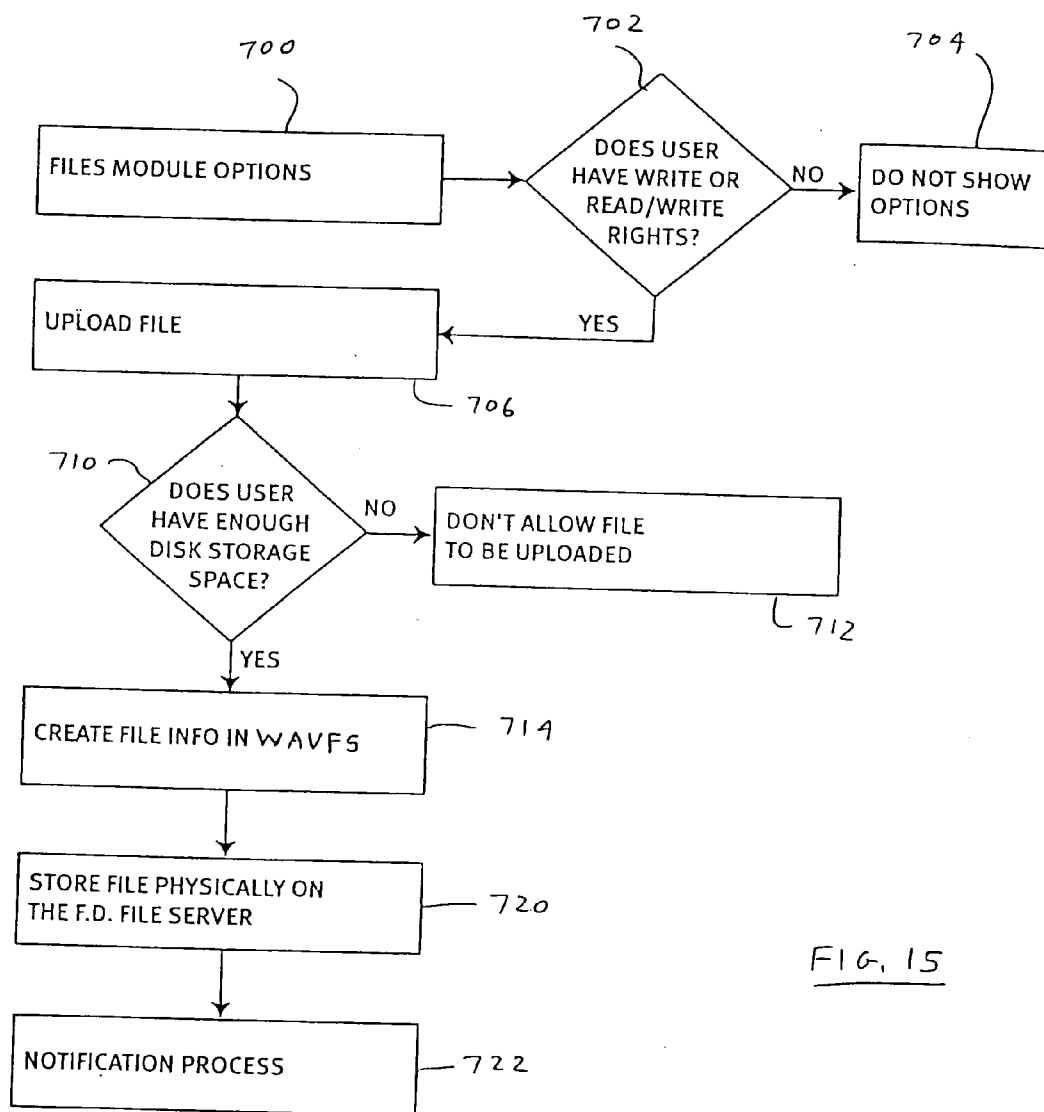 700
702
704
FILES MODULE OPTIONS
DOES USER
HAVE WRITE OR
READ/WRITE
RIGHTS?
NO
DO NOT SHOW
OPTIONS
UPLOAD FILE
YES
706
710
DOES USER
HAVE ENOUGH
DISK STORAGE
SPACE?
NO
DON'T ALLOW FILE
TO BE UPLOADED
712
YES
CREATE FILE INFO IN WAVFS
714
STORE FILE PHYSICALLY ON
THE F.D. FILE SERVER
720
FIG. 15
NOTIFICATION PROCESS
722